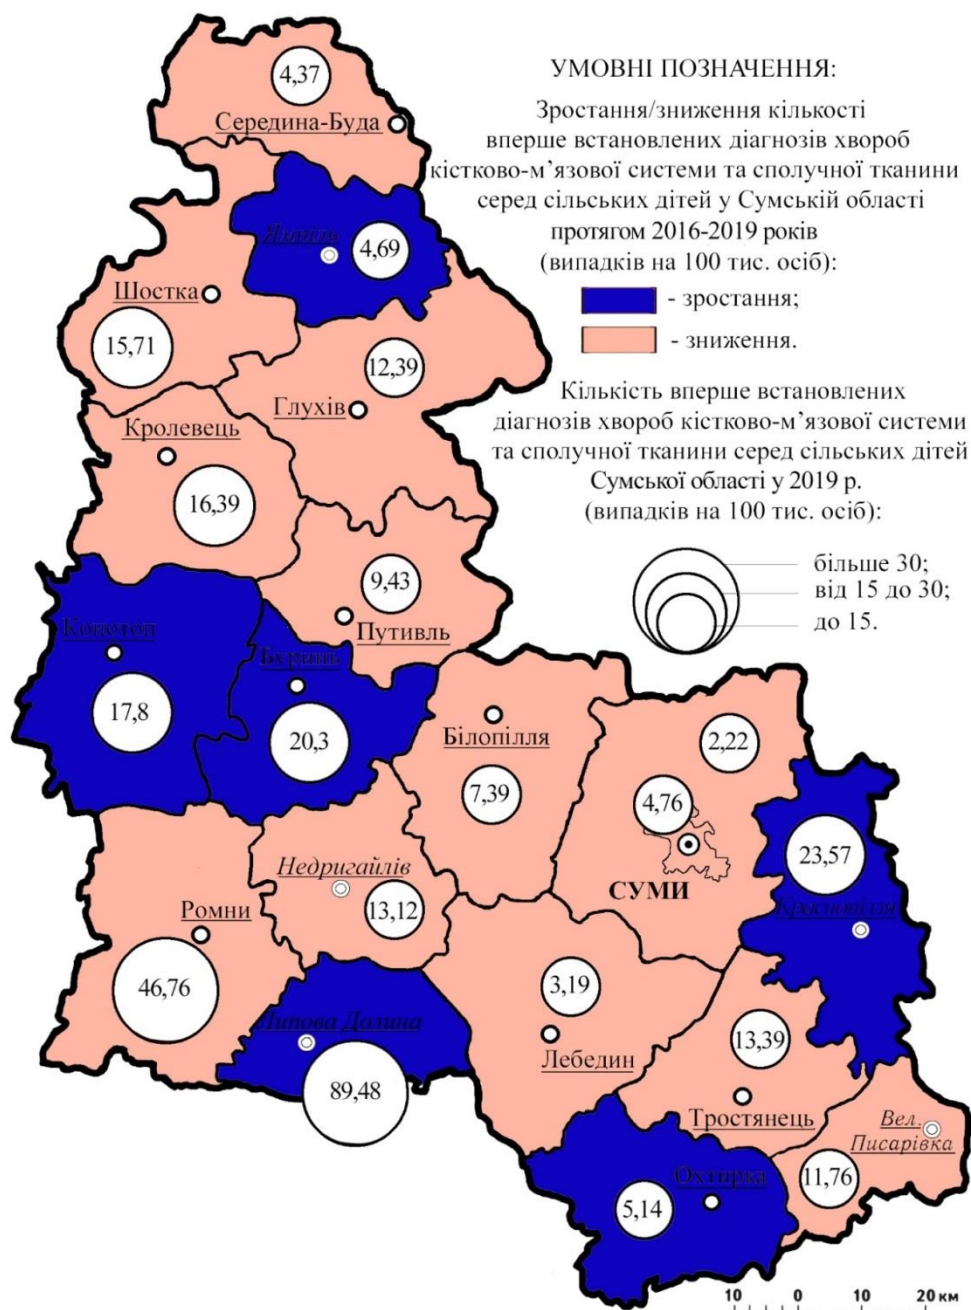 УМОВНІ ПОЗНАЧЕННЯ:
Зростання/зниження кількості
вперше встановлених діагнозів хвороб
кістково-м’язової системи та сполучної тканини
серед сільських дітей у Сумській області
протягом 2016-2019 років
(випадків на 100 тис. осіб):
- зростання;
- зниження.
Кількість вперше встановлених
діагнозів хвороб кістково-м’язової системи
та сполучної тканини серед сільських дітей
Сумської області у 2019 р.
(випадків на 100 тис. осіб):
більше 30;
від 15 до 30;
до 15.
4,37
Середина-Буда
Ямпіль
4,69
Шостка
15,71
12,39
Глухів
Кролевець
16,39
9,43
Путивль
Конотоп
17,8
Буринь
20,3
Білопілля
7,39
2,22
4,76
СУМИ
23,57
Краснопілля
Недригайлів
13,12
Ромни
46,76
Липова Долина
89,48
3,19
Лебедин
13,39
Тростянець
Вел.
Писарівка
11,76
Охтирка
5,14
10 0 10 20 км